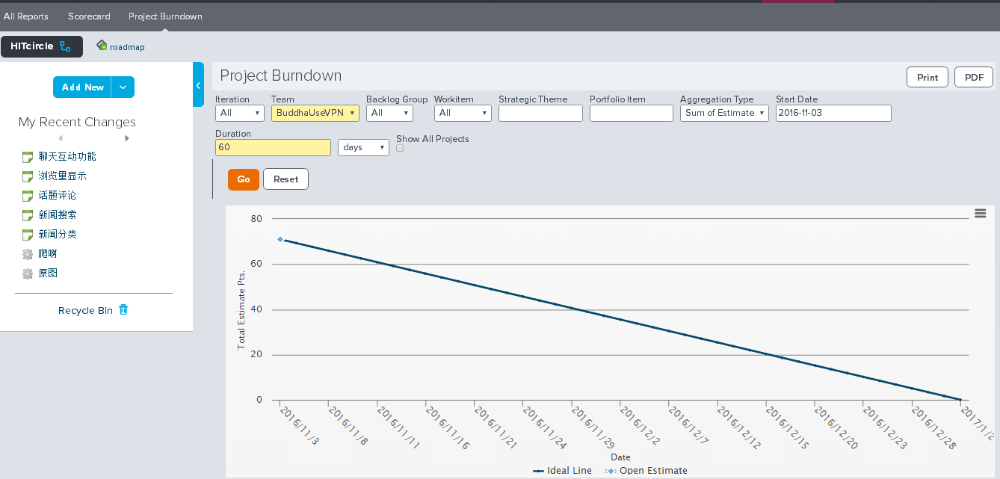 All Reports Scorecard Project Burndown
HITcircle roadmap
Add New
My Recent Changes
聊天互动功能
浏览量显示
话题评论
新闻搜索
新闻分类
爬啊
原图
Recycle Bin
Project Burndown Print PDF
Iteration Team Backlog Group Workitem Strategic Theme Portfolio Item Aggregation Type Start Date
All BuddhaUseVPN All All Sum of Estimate 2016-11-03
Duration Show All Projects
60 days
Go Reset
80
60
40
20
0
Total Estimate Pts.
2016/11/3 2016/11/8 2016/11/11 2016/11/16 2016/11/21 2016/11/24 2016/11/29 2016/12/2 2016/12/7 2016/12/12 2016/12/15 2016/12/20 2016/12/23 2016/12/28 2017/1/2
Date
Ideal Line Open Estimate